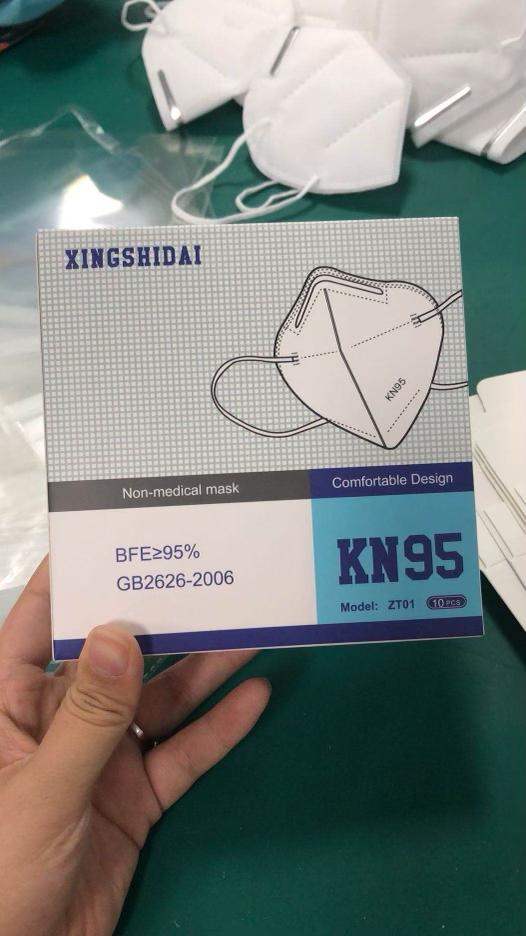 XINGSHIDAI
KN95
Non-medical mask
Comfortable Design
BFE≥95%
GB2626-2006
KN95
Model: ZT01 10 PCS